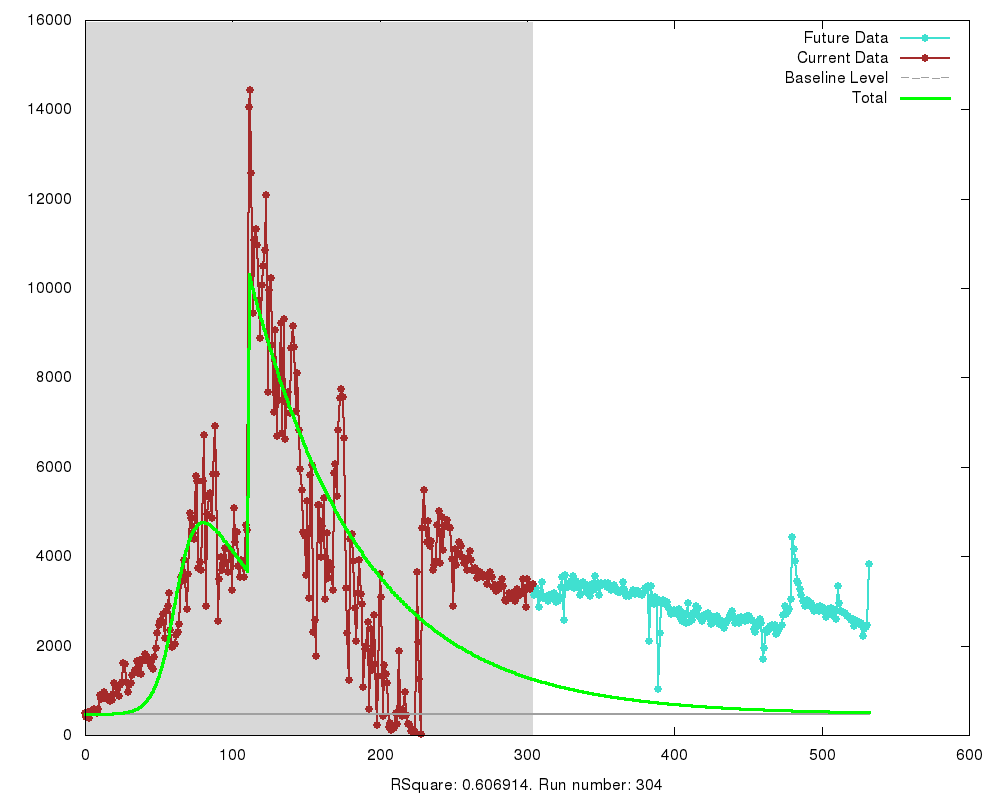 16000
14000
12000
10000
8000
6000
4000
2000
0
Future Data
Current Data
Baseline Level
Total
0 100 200 300 400 500 600
RSquare: 0.606914. Run number: 304